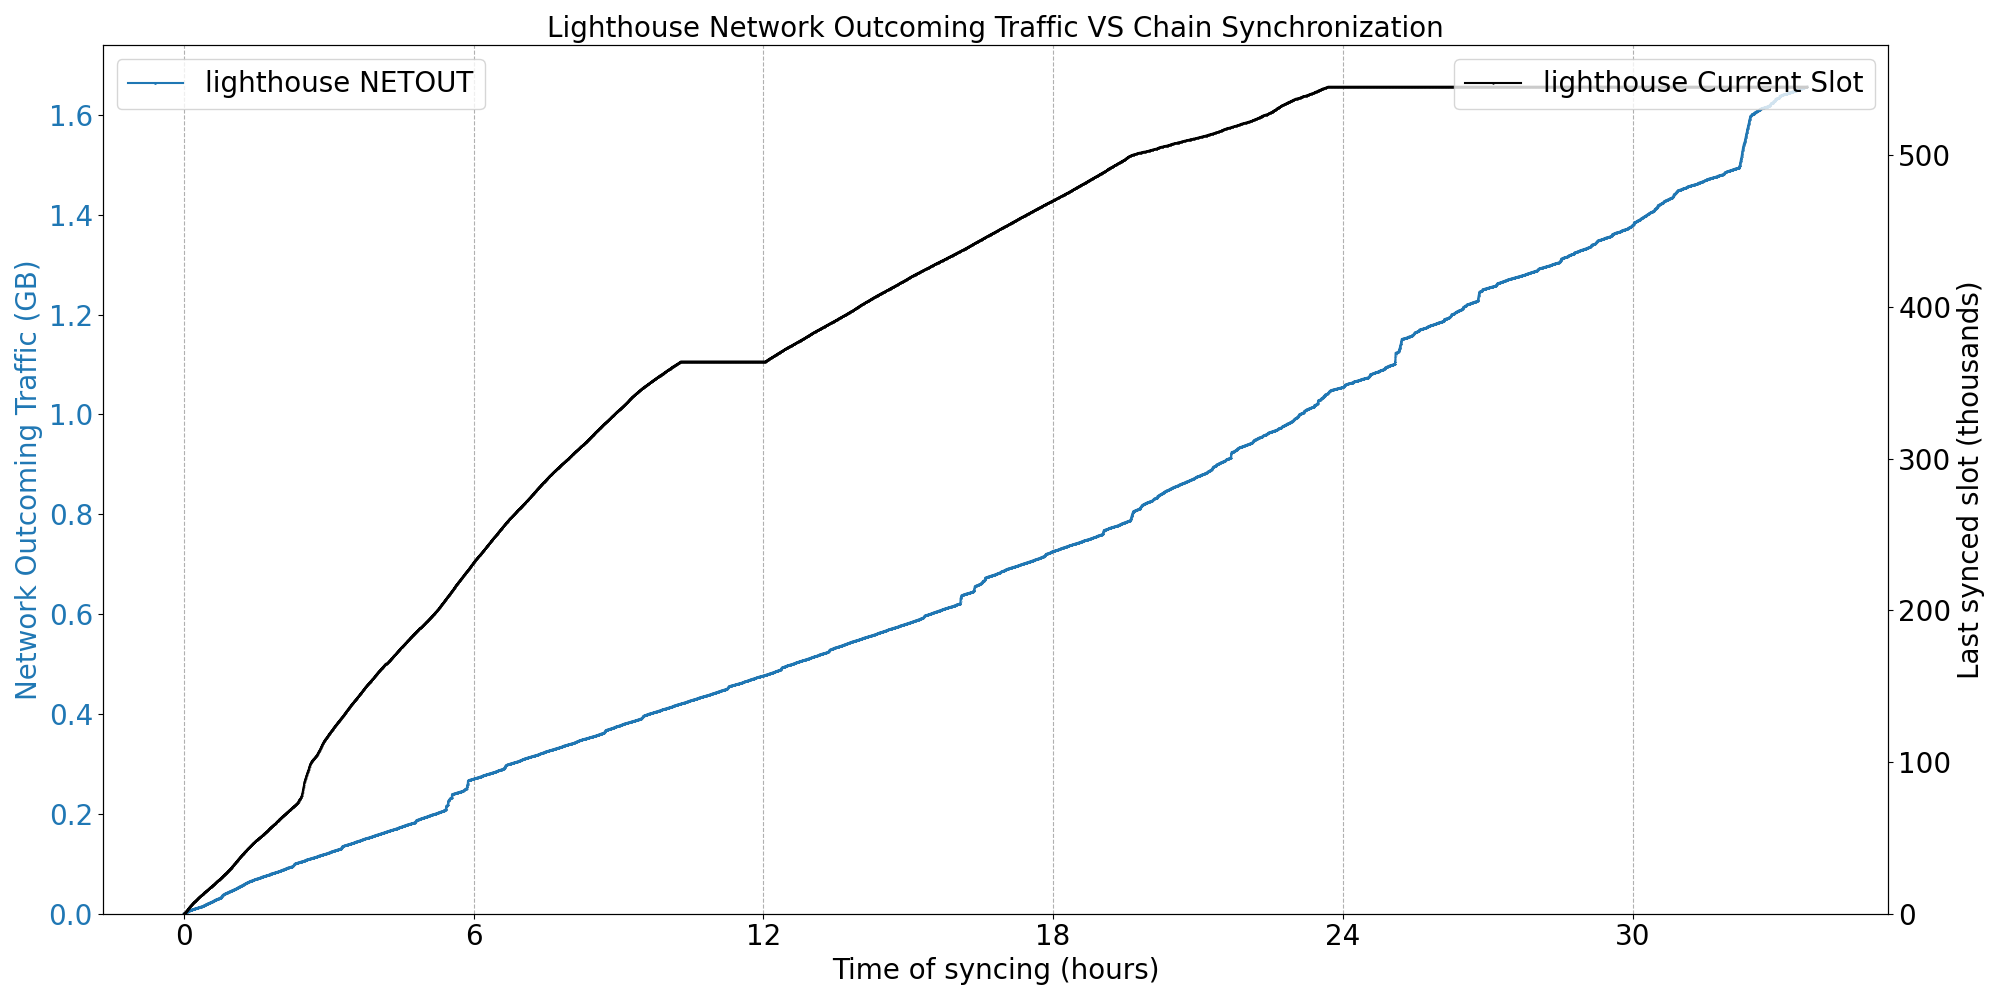 Lighthouse Network Outcoming Traffic VS Chain Synchronization
lighthouse NETOUT
lighthouse Current Slot
Network Outcoming Traffic (GB)
1.6
1.4
1.2
1.0
0.8
0.6
0.4
0.2
0.0
500
400
300
200
100
0
Last synced slot (thousands)
0 6 12 18 24 30
Time of syncing (hours)